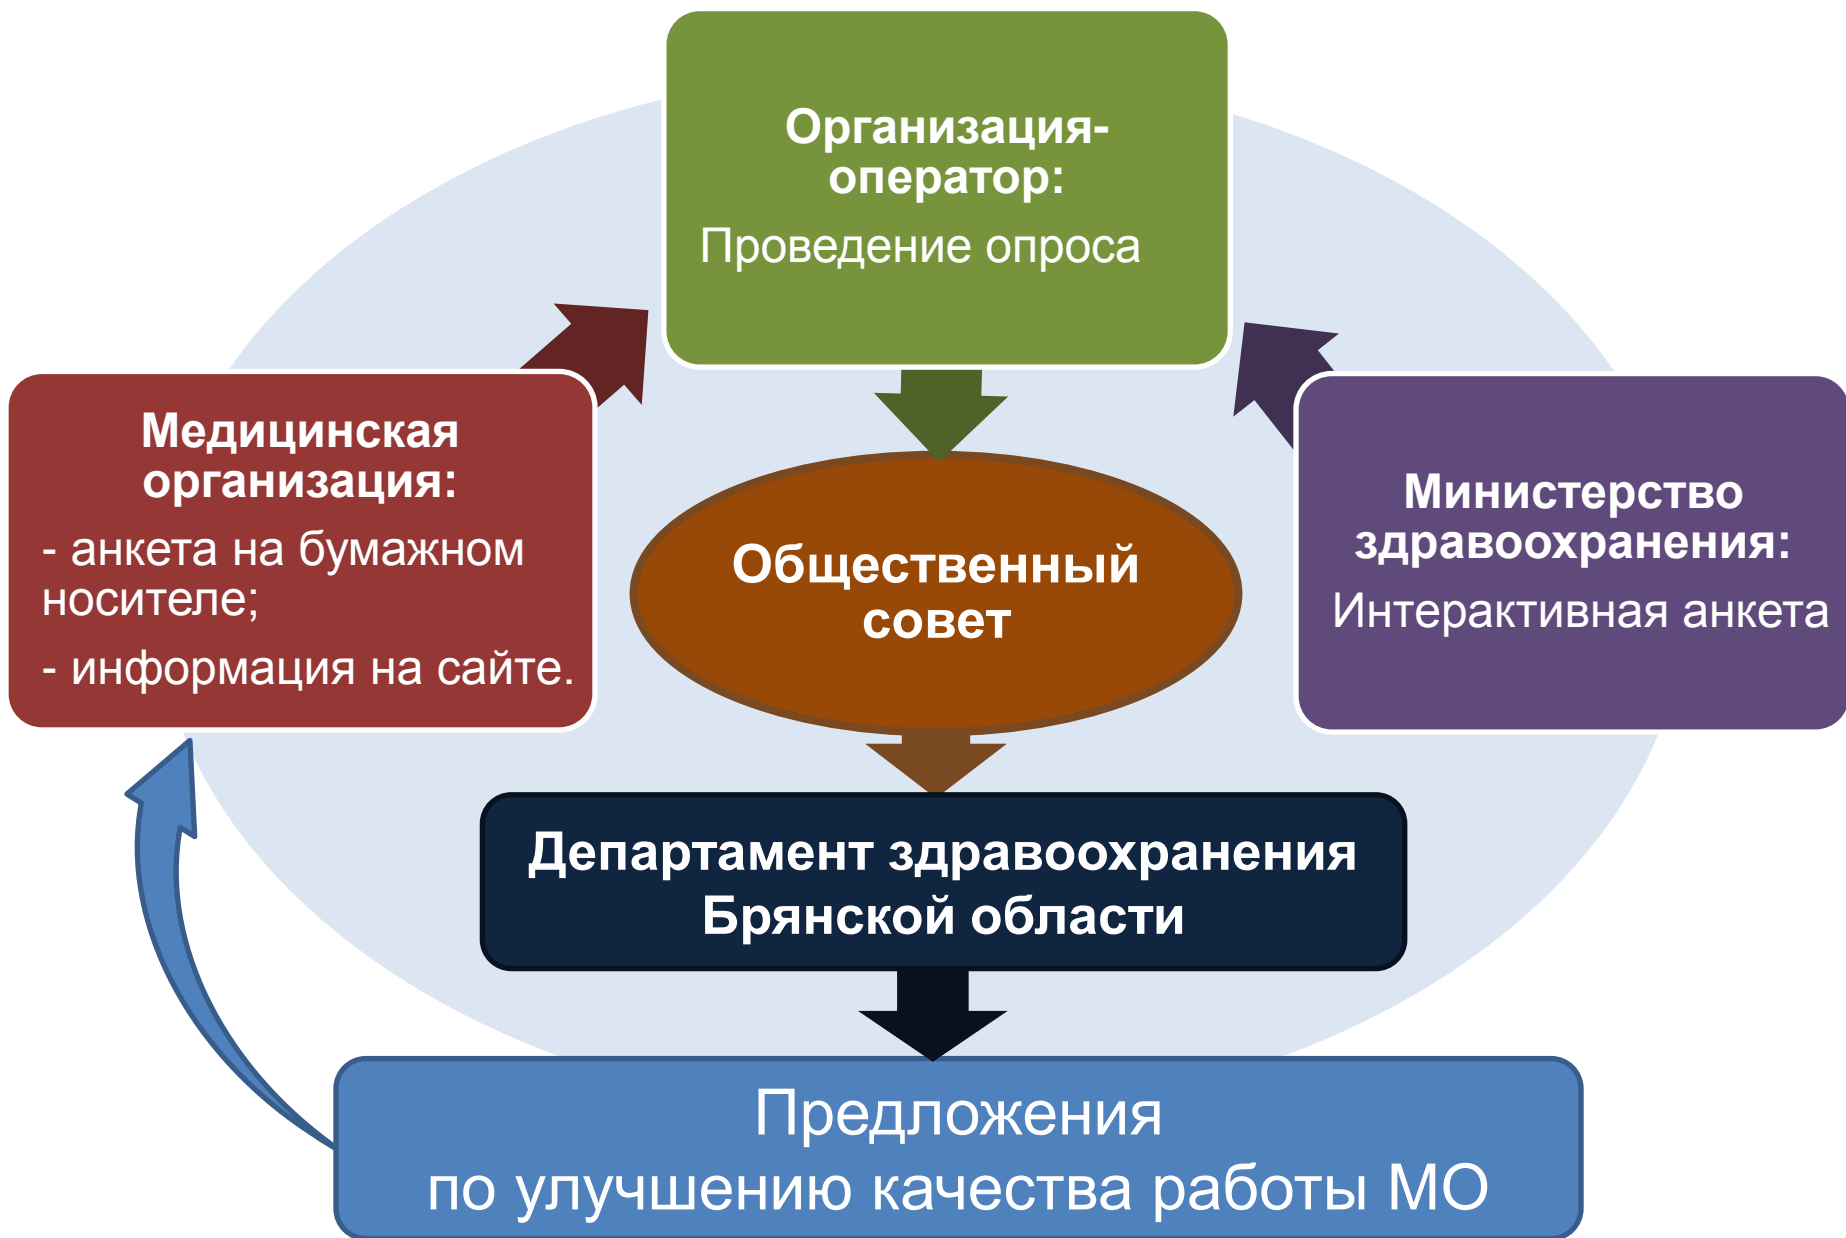 Организация-
оператор:
Проведение опроса
Медицинская
организация:
- анкета на бумажном
носителе;
- информация на сайте.
Общественный
совет
Министерство
здравоохранения:
Интерактивная анкета
Департамент здравоохранения
Брянской области
Предложения
по улучшению качества работы МО